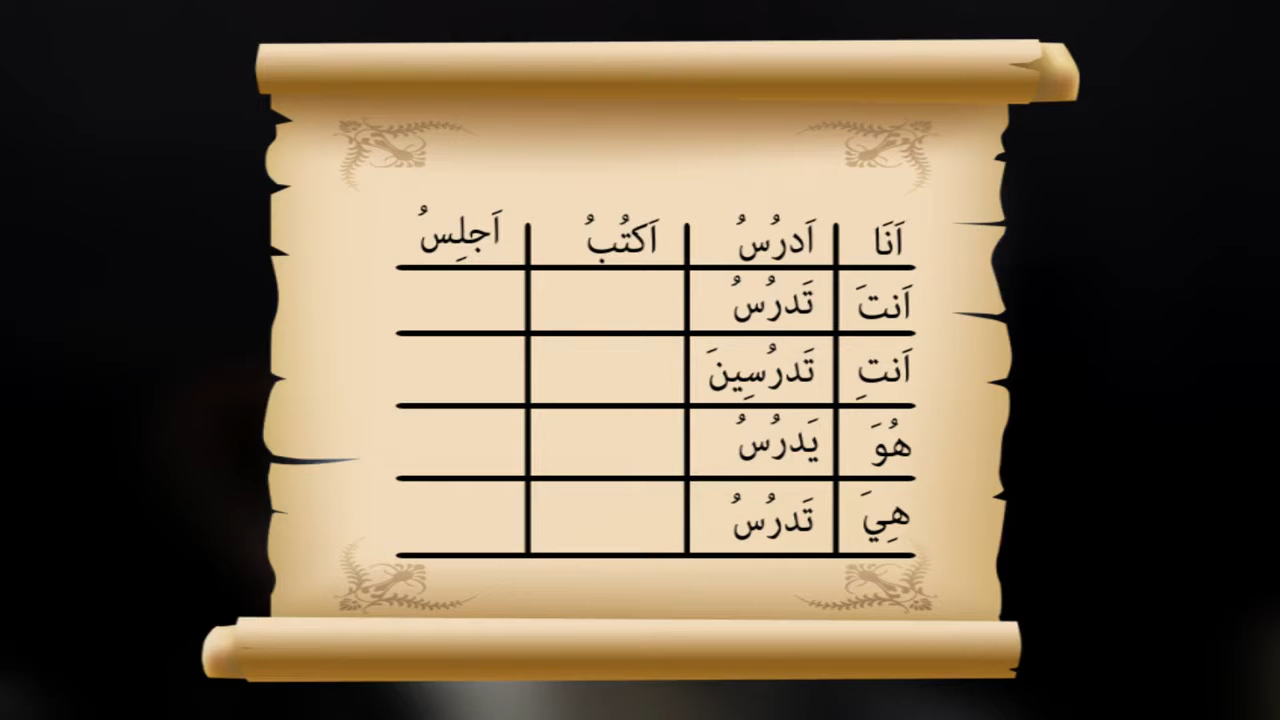 اَنَا اَدرُسُ اَكتُبُ اَجلِسُ
اَنتَ تَدرُسُ
اَنتِ تَدرُسِينَ
هُوَ يَدرُسُ
هِيَ تَدرُسُ